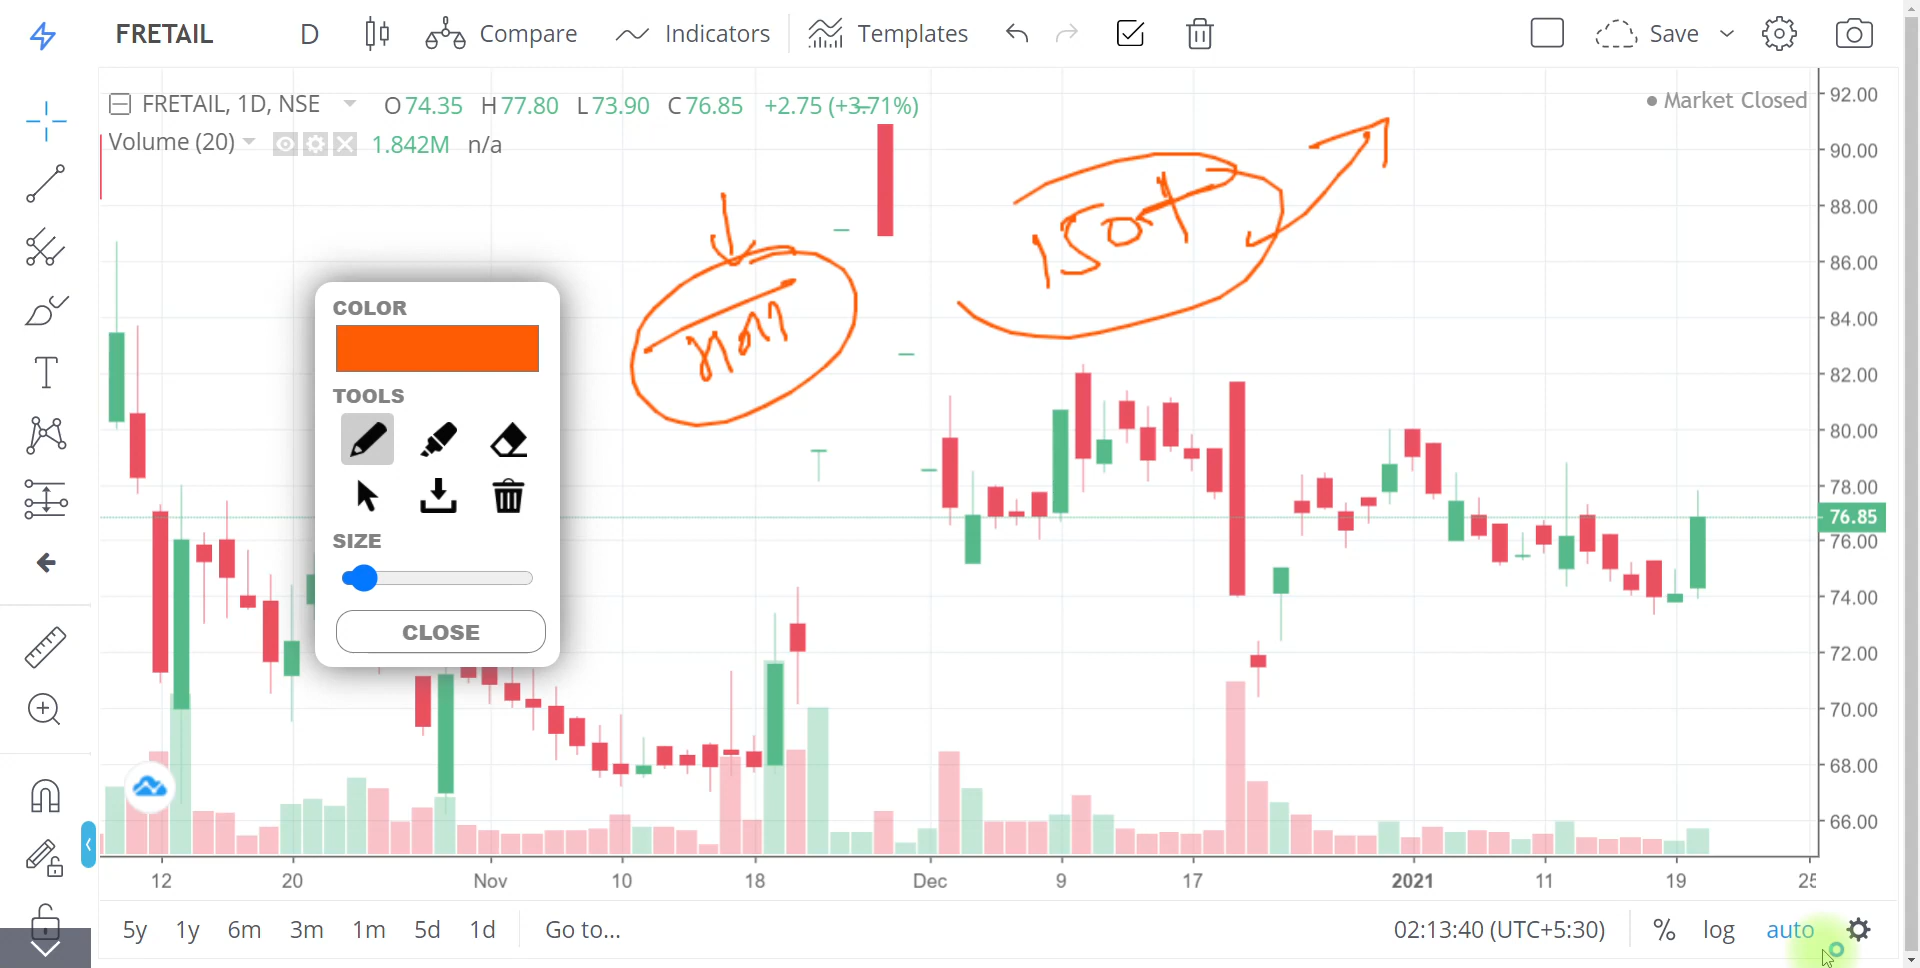 FRETAIL D Compare Indicators Templates Save
FRETAIL, 1D, NSE O74.35 H77.80 L73.90 C76.85 +2.75 (+3.71%)
Market Closed
Volume (20) 1.842M n/a
92.00
90.00
88.00
86.00
84.00
82.00
80.00
78.00
76.85
76.00
74.00
72.00
70.00
68.00
66.00
COLOR
TOOLS
SIZE
CLOSE
12 20 Nov 10 18 Dec 9 17 2021 11 19 25
5y 1y 6m 3m 1m 5d 1d Go to... 02:13:40 (UTC+5:30) % log auto